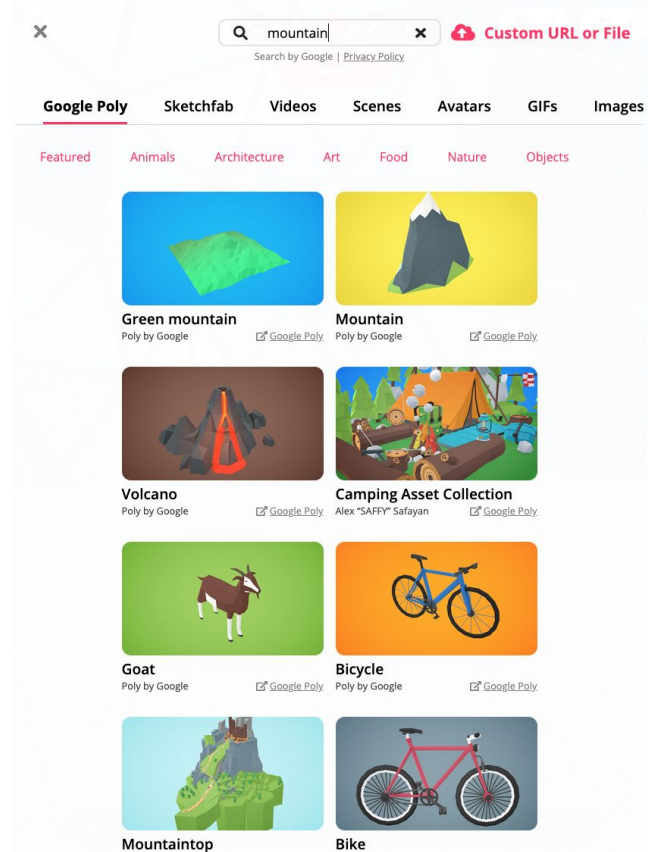 mountain
Custom URL or File
Search by Google | Privacy Policy
Google Poly Sketchfab Videos Scenes Avatars GIFs Images
Featured Animals Architecture Art Food Nature Objects
Green mountain Mountain
Poly by Google Google Poly Poly by Google Google Poly
Volcano Camping Asset Collection
Poly by Google Google Poly Alex “SAFFY” Safayan Google Poly
Goat Bicycle
Poly by Google Google Poly Poly by Google Google Poly
Mountaintop Bike